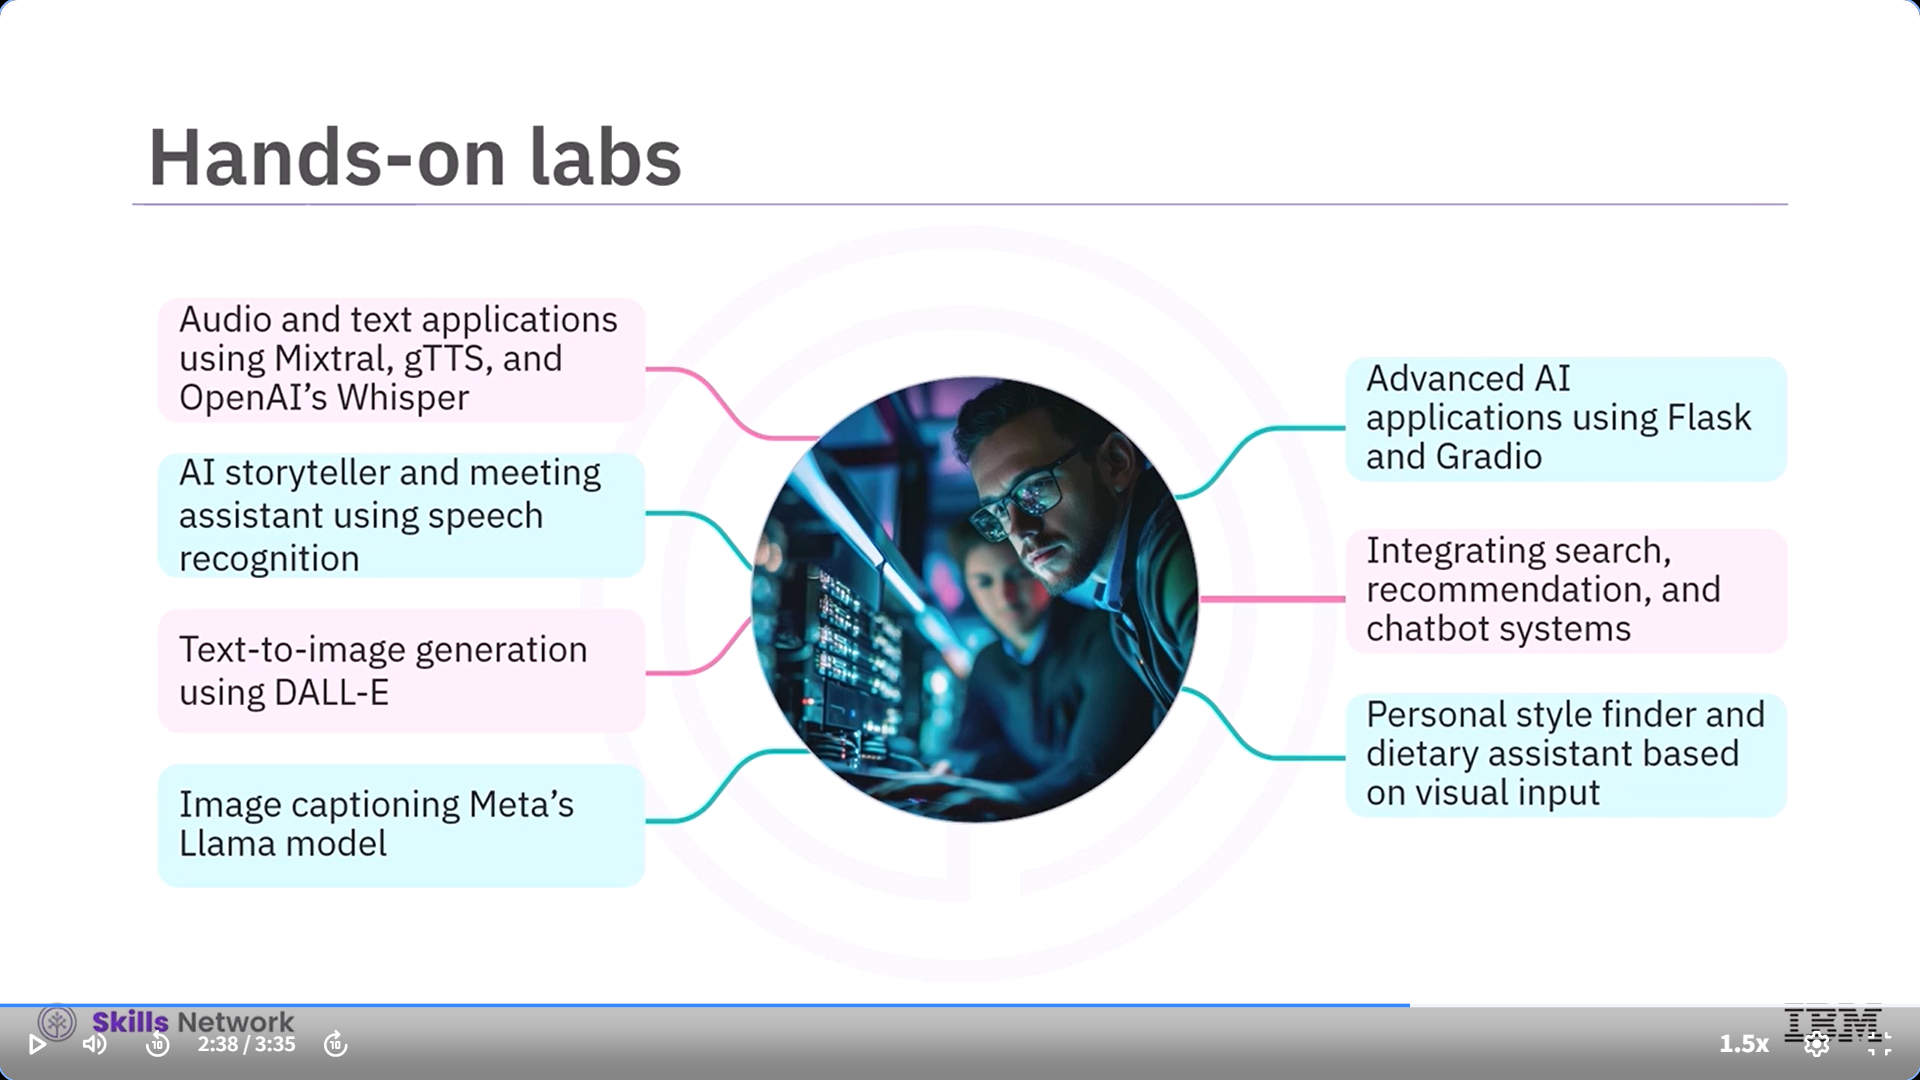 Hands-on labs
Audio and text applications
using Mixtral, gTTS, and
OpenAI’s Whisper
AI storyteller and meeting
assistant using speech
recognition
Text-to-image generation
using DALL-E
Image captioning Meta’s
Llama model
Advanced AI
applications using Flask
and Gradio
Integrating search,
recommendation, and
chatbot systems
Personal style finder and
dietary assistant based
on visual input
Skills Network
IBM
10
2:38 / 3:35
10
1.5x